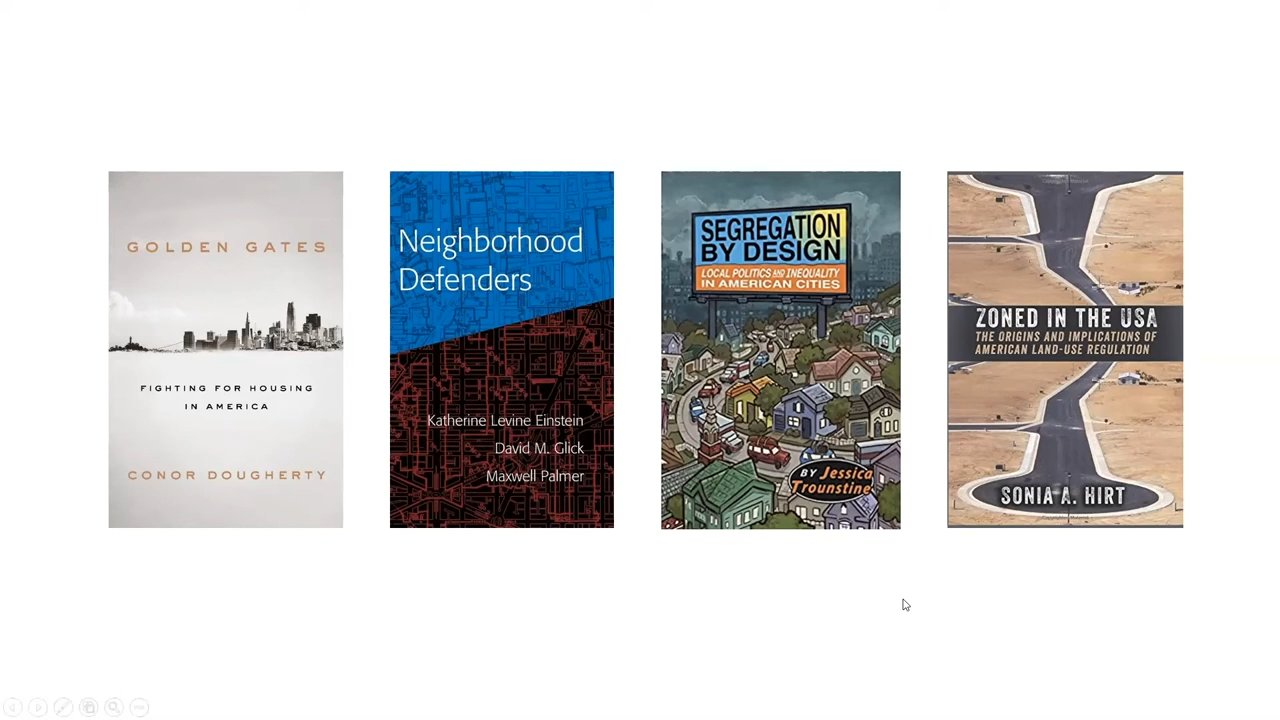 GOLDEN GATES
FIGHTING FOR HOUSING
IN AMERICA
CONOR DOUGHERTY
Neighborhood
Defenders
Katherine Levine Einstein
David M. Glick
Maxwell Palmer
SEGREGATION
BY DESIGN
LOCAL POLITICS AND INEQUALITY
IN AMERICAN CITIES
BY Jessica
Trounstine
ZONED IN THE USA
THE ORIGINS AND IMPLICATIONS OF
AMERICAN LAND-USE REGULATION
SONIA A. HIRT